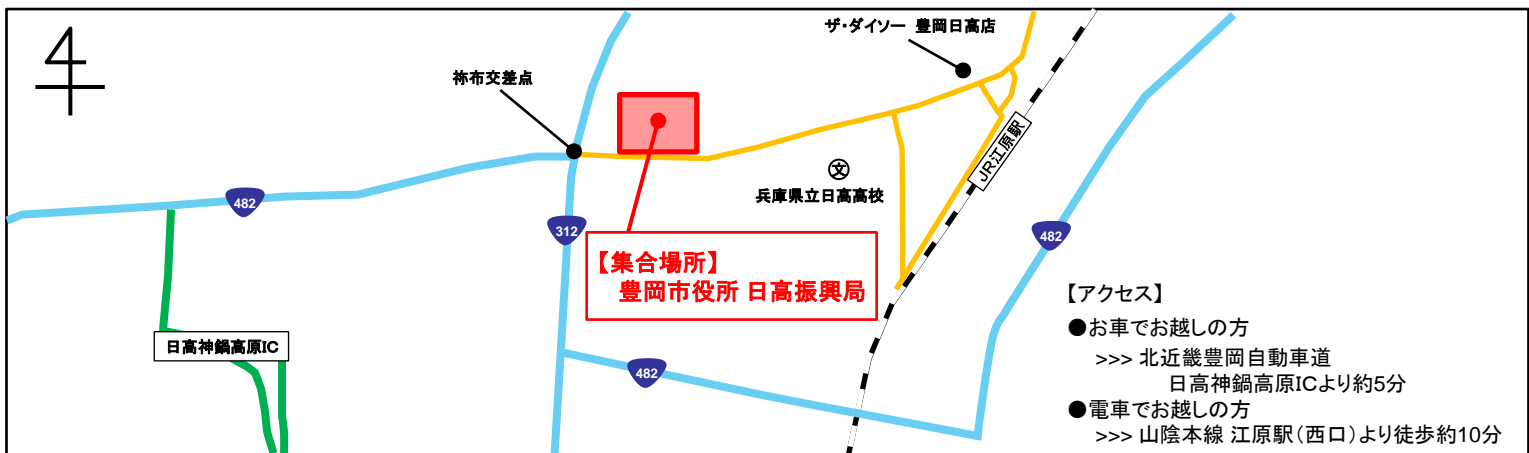 ザ・ダイソー 豊岡日高店
祢布交差点
文
兵庫県立日高高校
JR江原駅
482
312
482
【集合場所】
豊岡市役所 日高振興局
日高神鍋高原IC
482
【アクセス】
●お車でお越しの方
>>> 北近畿豊岡自動車道
日高神鍋高原ICより約5分
●電車でお越しの方
>>> 山陰本線 江原駅（西口）より徒歩約10分